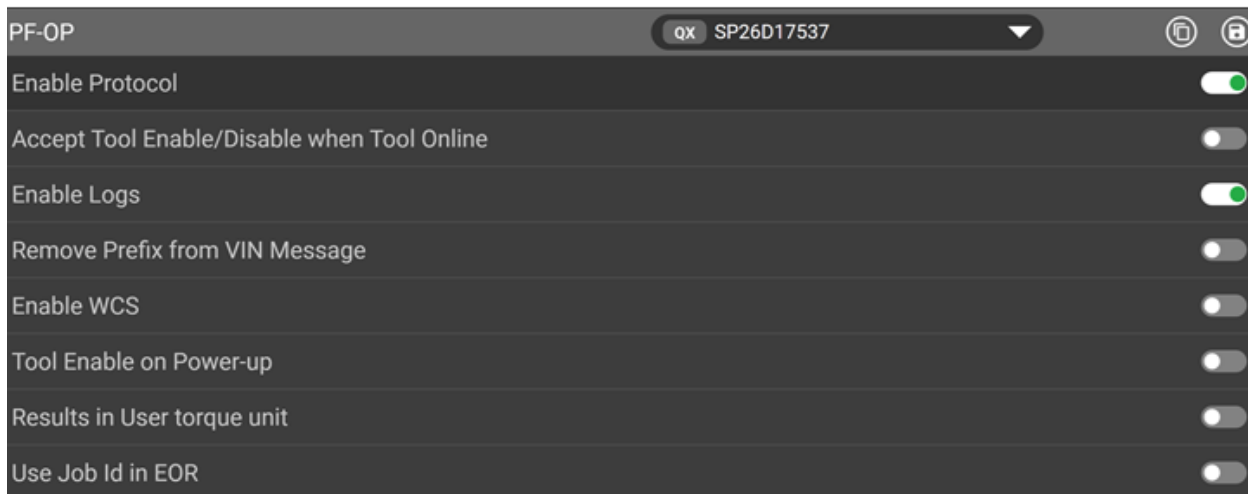 PF-OP QX SP26D17537
Enable Protocol
Accept Tool Enable/Disable when Tool Online
Enable Logs
Remove Prefix from VIN Message
Enable WCS
Tool Enable on Power-up
Results in User torque unit
Use Job Id in EOR